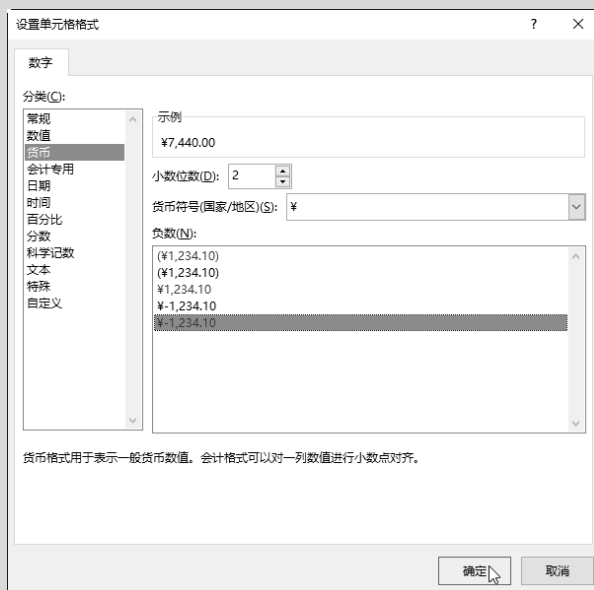 设置单元格格式 ? ×
数字
分类(C):
常规
数值
货币
会计专用
日期
时间
百分比
分数
科学记数
文本
特殊
自定义
示例
¥7,440.00
小数位数(D): 2
货币符号(国家/地区)(S): ¥
负数(N):
(¥1,234.10)
(¥1,234.10)
¥1,234.10
¥-1,234.10
¥-1,234.10
货币格式用于表示一般货币数值。会计格式可以对一列数值进行小数点对齐。
确定 取消